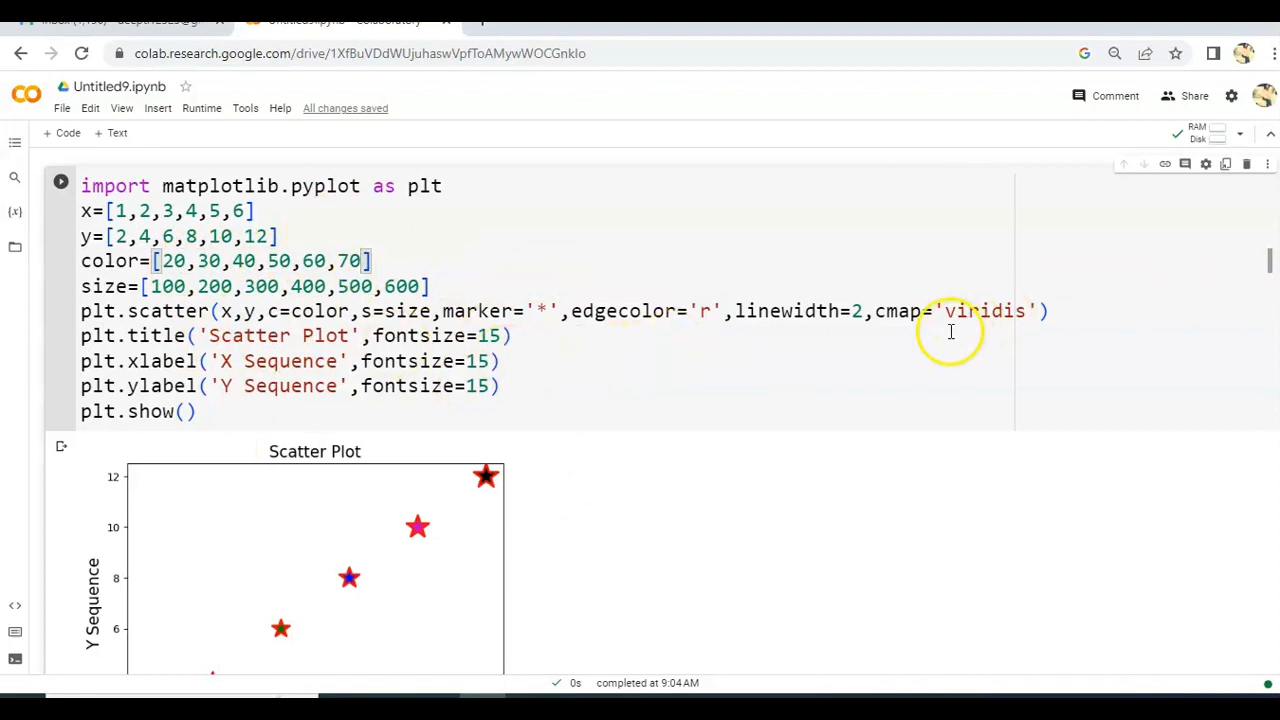 colab.research.google.com/drive/1XfBuVDdWUjuhaswVpfToAMywWOCGnkIo
Untitled9.ipynb
File Edit View Insert Runtime Tools Help All changes saved
Comment Share
+ Code + Text
RAM
Disk
import matplotlib.pyplot as plt
x=[1,2,3,4,5,6]
y=[2,4,6,8,10,12]
color=[20,30,40,50,60,70]
size=[100,200,300,400,500,600]
plt.scatter(x,y,c=color,s=size,marker='*',edgecolor='r',linewidth=2,cmap='viridis')
plt.title('Scatter Plot',fontsize=15)
plt.xlabel('X Sequence',fontsize=15)
plt.ylabel('Y Sequence',fontsize=15)
plt.show()
Scatter Plot
12
10
8
6
Y Sequence
0s completed at 9:04 AM